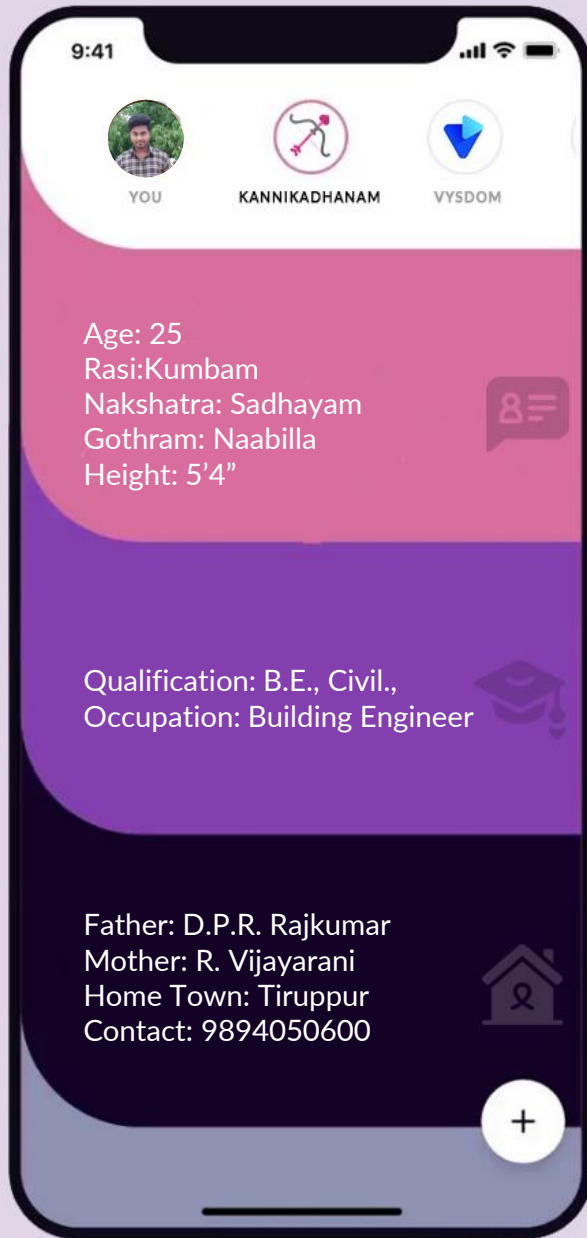 9:41
YOU
KANNIKADHANAM
VYSDOM
Age: 25
Rasi:Kumbam
Nakshatra: Sadhayam
Gothram: Naabilla
Height: 5’4”
Qualification: B.E., Civil.,
Occupation: Building Engineer
Father: D.P.R. Rajkumar
Mother: R. Vijayarani
Home Town: Tiruppur
Contact: 9894050600
+